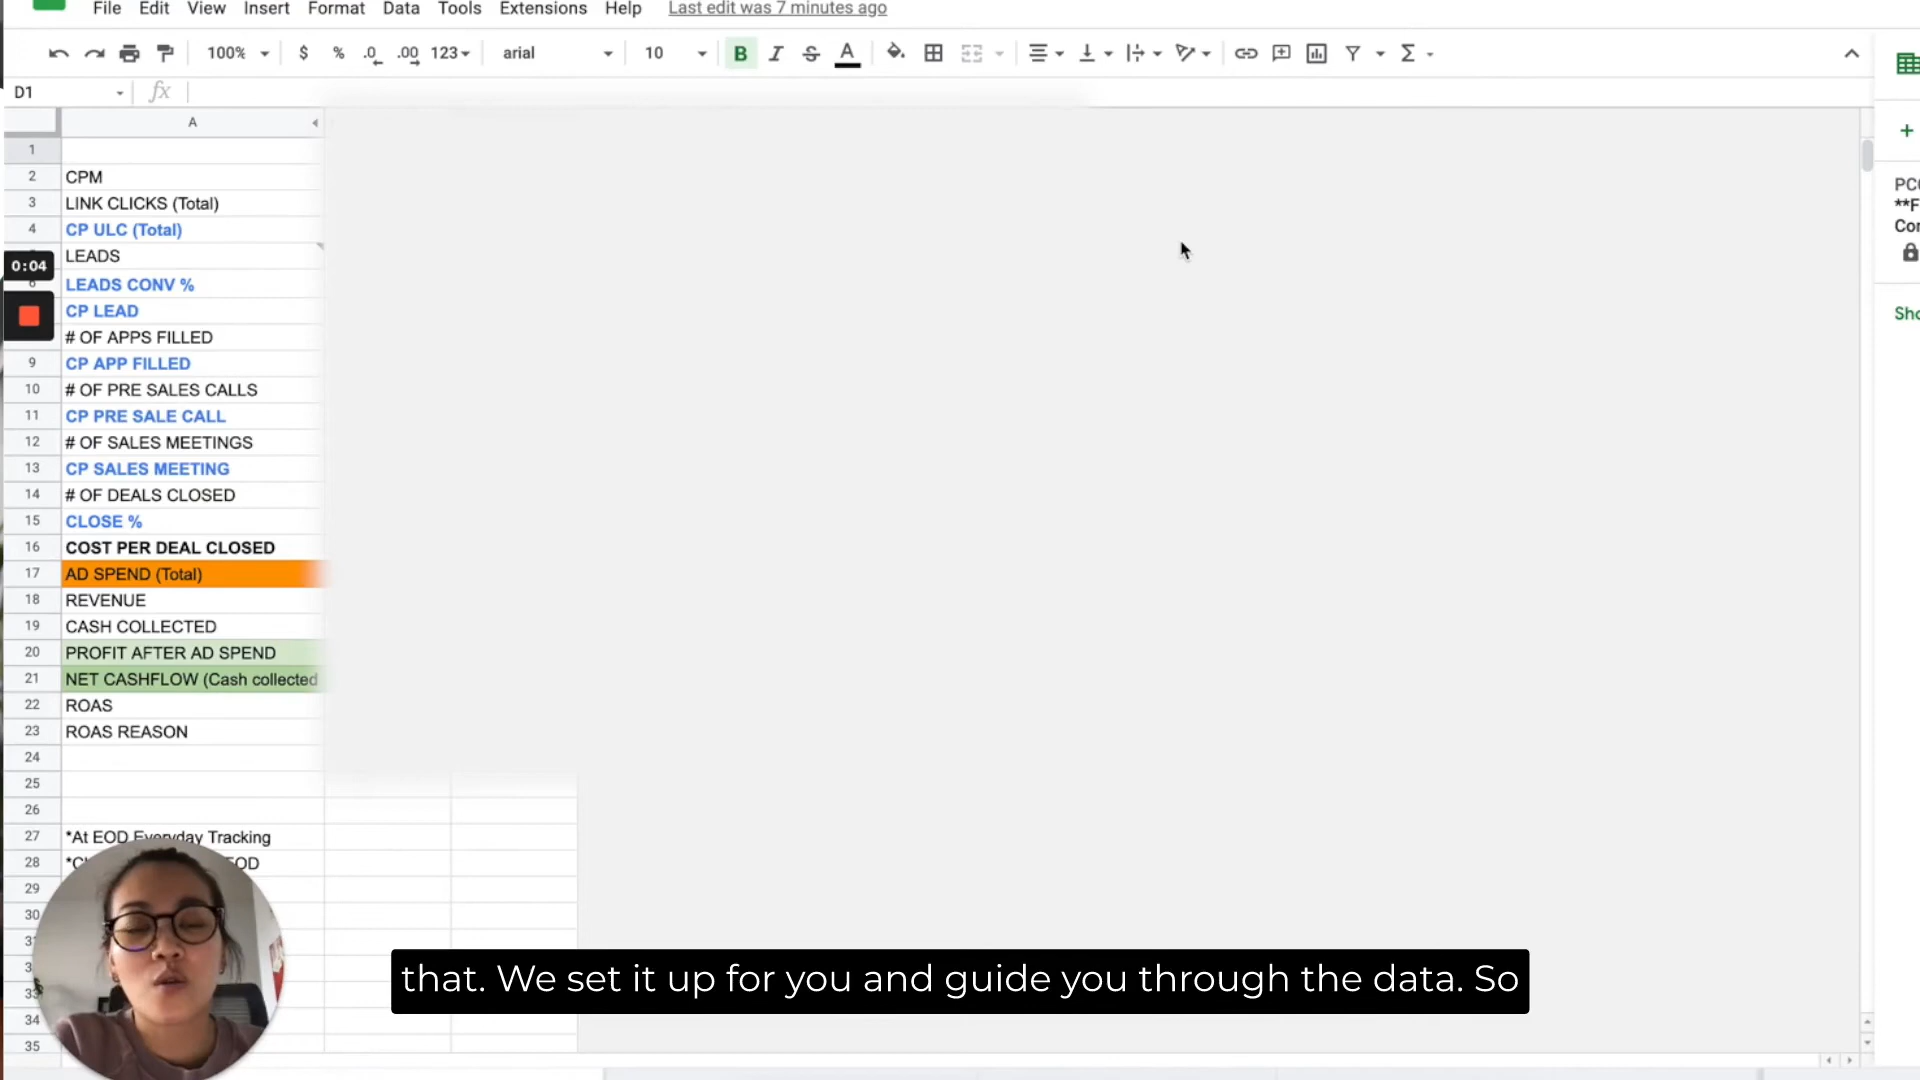 File Edit View Insert Format Data Tools Extensions Help Last edit was 7 minutes ago
100% $ % .0 .00 123 arial 10 B I S A Σ
D1 fx
A
1
2 CPM
3 LINK CLICKS (Total)
4 CP ULC (Total)
LEADS
0:04
6 LEADS CONV %
CP LEAD
# OF APPS FILLED
9 CP APP FILLED
10 # OF PRE SALES CALLS
11 CP PRE SALE CALL
12 # OF SALES MEETINGS
13 CP SALES MEETING
14 # OF DEALS CLOSED
15 CLOSE %
16 COST PER DEAL CLOSED
17 AD SPEND (Total)
18 REVENUE
19 CASH COLLECTED
20 PROFIT AFTER AD SPEND
21 NET CASHFLOW (Cash collected
22 ROAS
23 ROAS REASON
24
25
26
27 *At EOD Everyday Tracking
28
29
30
34
35
**F
Sho
that. We set it up for you and guide you through the data. So